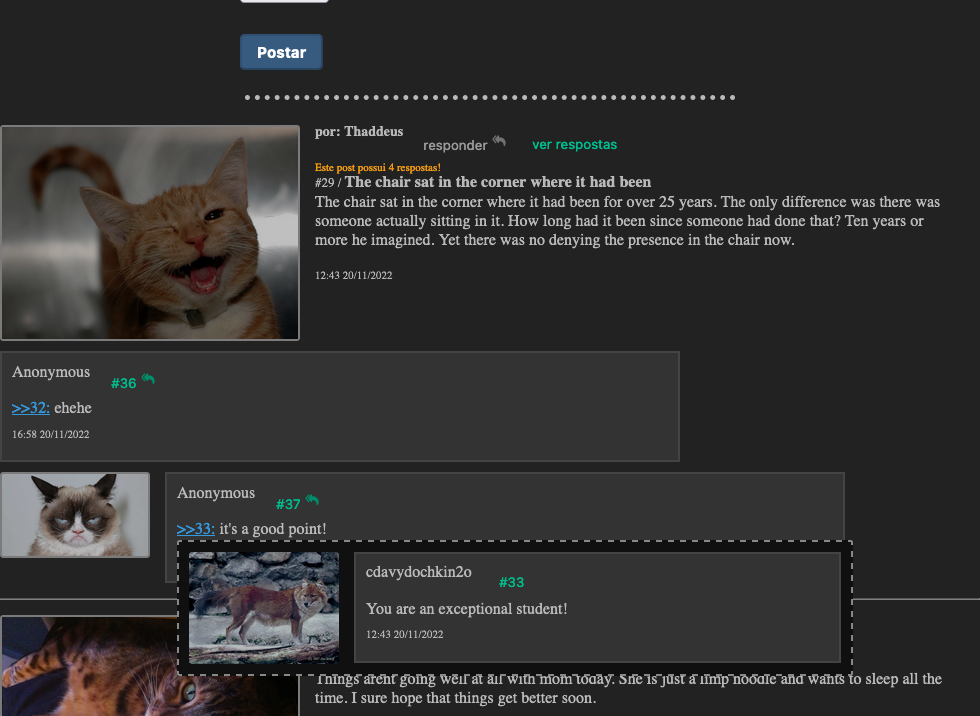 Postar
por: Thaddeus
responder
ver respostas
Este post possui 4 respostas!
#29 / The chair sat in the corner where it had been
The chair sat in the corner where it had been for over 25 years. The only difference was there was
someone actually sitting in it. How long had it been since someone had done that? Ten years or
more he imagined. Yet there was no denying the presence in the chair now.
12:43 20/11/2022
Anonymous
#36
>>32: ehehe
16:58 20/11/2022
Anonymous
#37
>>33: it's a good point!
cdavydochkin2o
#33
You are an exceptional student!
12:43 20/11/2022
Things arent going well at all with mom today. She is just a limp noodle and wants to sleep all the
time. I sure hope that things get better soon.